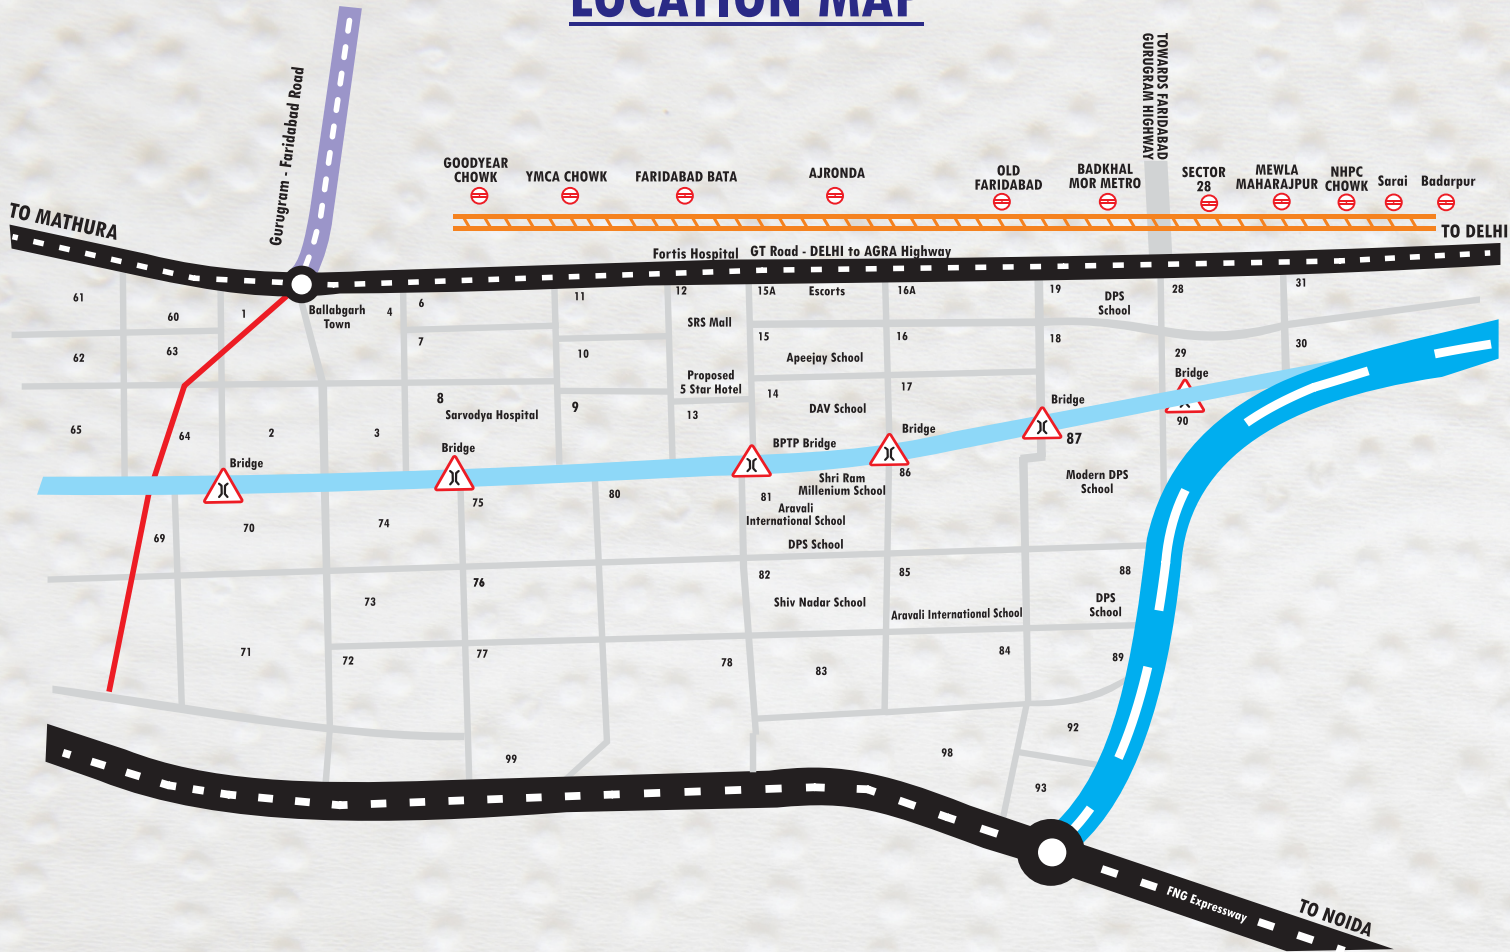 LOCATION MAP
Gurugram - Faridabad Road
TOWARDS FARIDABAD
GURUGRAM HIGHWAY
GOODYEAR
CHOWK
YMCA CHOWK
FARIDABAD BATA
AJRONDA
OLD
FARIDABAD
BADKHAL
MOR METRO
SECTOR
28
MEWLA
MAHARAJPUR
NHPC
CHOWK
Sarai
Badarpur
TO MATHURA
TO DELHI
Fortis Hospital
GT Road - DELHI to AGRA Highway
61
60
1
Ballabgarh
Town
4
6
11
12
15A
Escorts
16A
19
DPS
School
28
31
62
63
7
10
SRS Mall
15
16
18
29
30
Apeejay School
Bridge
Proposed
5 Star Hotel
14
17
8
Sarvodya Hospital
9
13
DAV School
Bridge
90
65
64
2
3
Bridge
Bridge
BPTP Bridge
Bridge
87
86
Shri Ram
Millenium School
Modern DPS
School
69
70
74
75
80
81
Aravali
International School
DPS School
73
76
82
85
88
Shiv Nadar School
Aravali International School
DPS
School
71
72
77
78
83
84
89
99
98
92
93
FNG Expressway
TO NOIDA